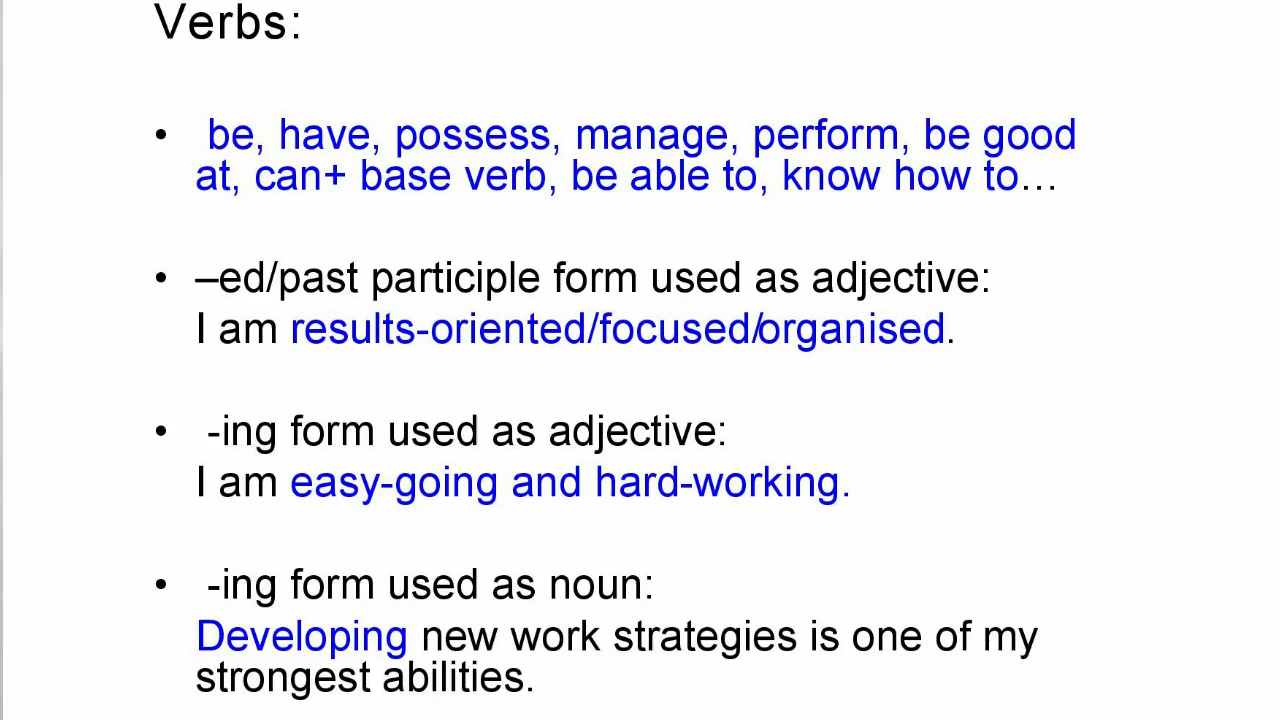 Verbs:
• be, have, possess, manage, perform, be good
at, can+ base verb, be able to, know how to…
• –ed/past participle form used as adjective:
I am results-oriented/focused/organised.
• -ing form used as adjective:
I am easy-going and hard-working.
• -ing form used as noun:
Developing new work strategies is one of my
strongest abilities.